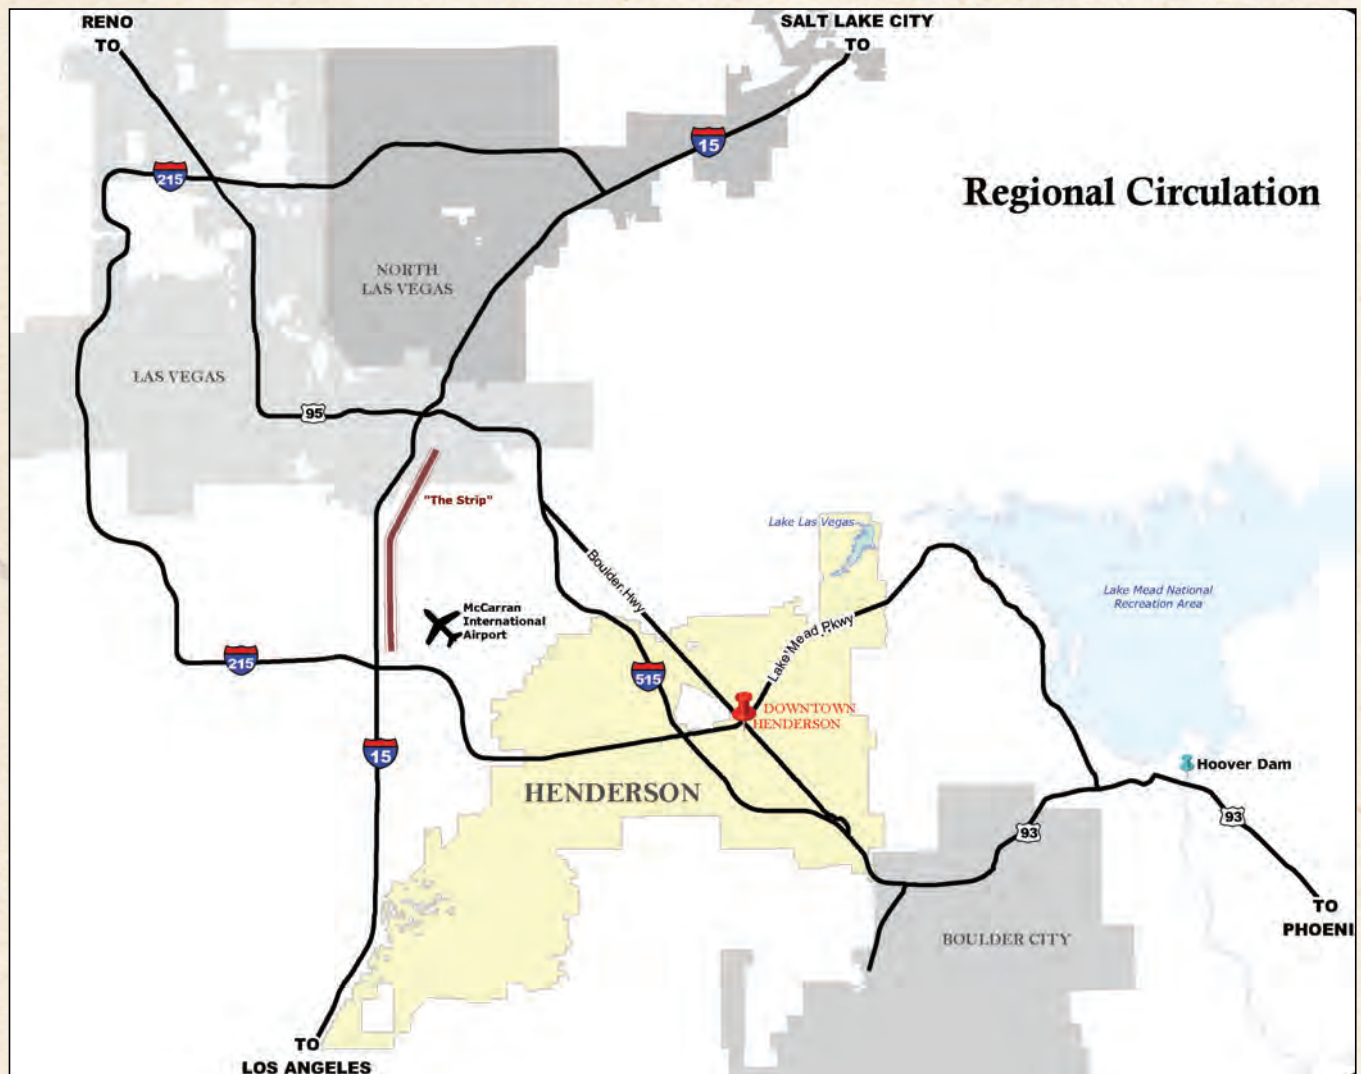 RENO
TO
SALT LAKE CITY
TO
15
215
Regional Circulation
NORTH
LAS VEGAS
LAS VEGAS
95
"The Strip"
Lake Las Vegas
Boulder Hwy
Lake Mead National
Recreation Area
McCarran
International
Airport
Lake Mead Pkwy
215
515
DOWNTOWN
HENDERSON
15
Hoover Dam
HENDERSON
93
93
TO
PHOENI
BOULDER CITY
TO
LOS ANGELES